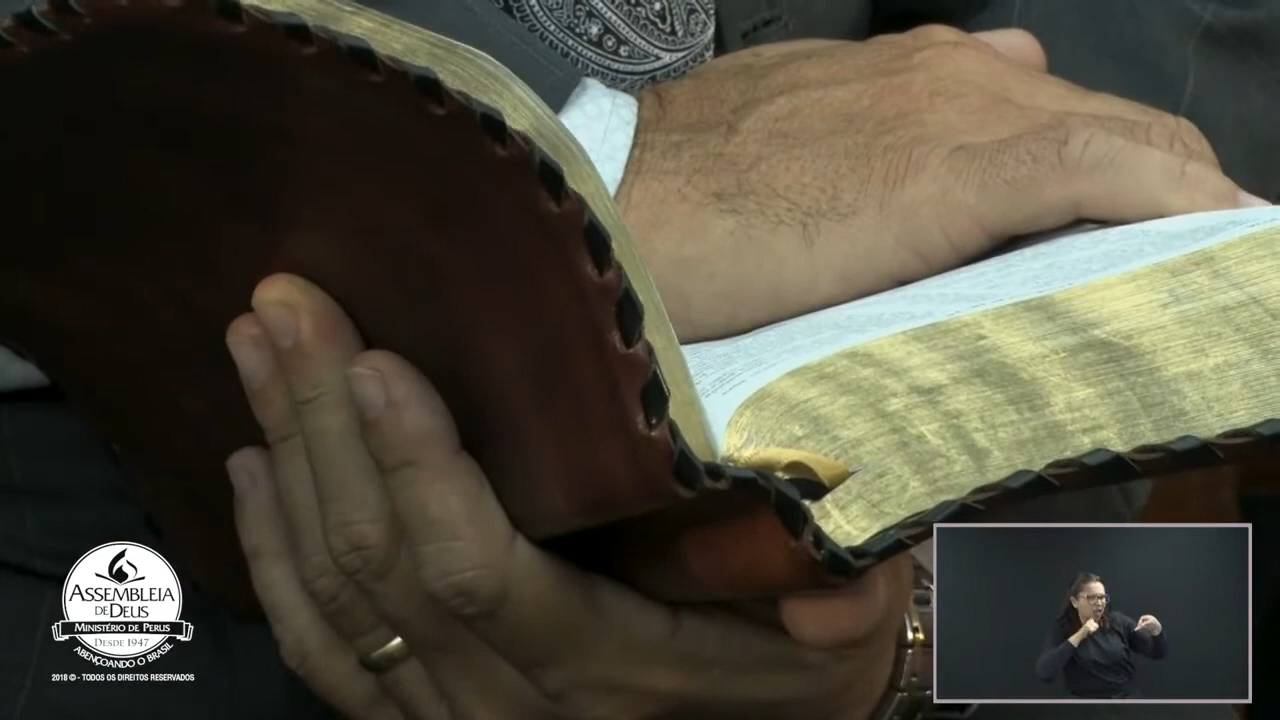 ASSEMBLEIA
DE DEUS
MINISTÉRIO DE PERUS
DESDE 1947
ABENÇOANDO O BRASIL
2018 © - TODOS OS DIREITOS RESERVADOS